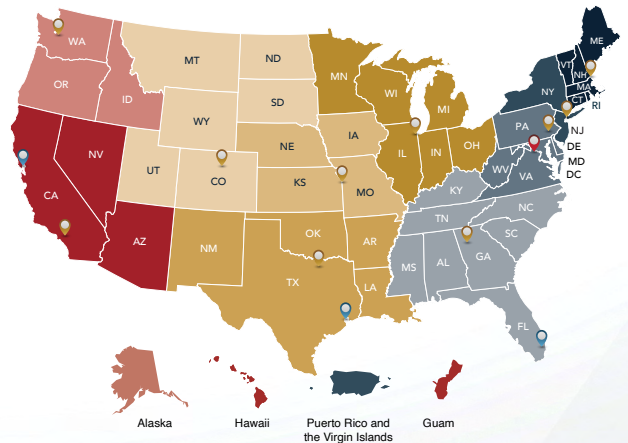 WA
MT
ND
ME
OR
ID
MN
VT
NH
SD
WI
MI
NY
MA
WY
CT
RI
IA
PA
NJ
NV
NE
IL
IN
OH
DE
UT
CO
WV
VA
MD
DC
CA
KS
MO
KY
NC
TN
AZ
NM
OK
AR
SC
TX
MS
AL
GA
LA
FL
Alaska
Hawaii
Puerto Rico and
the Virgin Islands
Guam